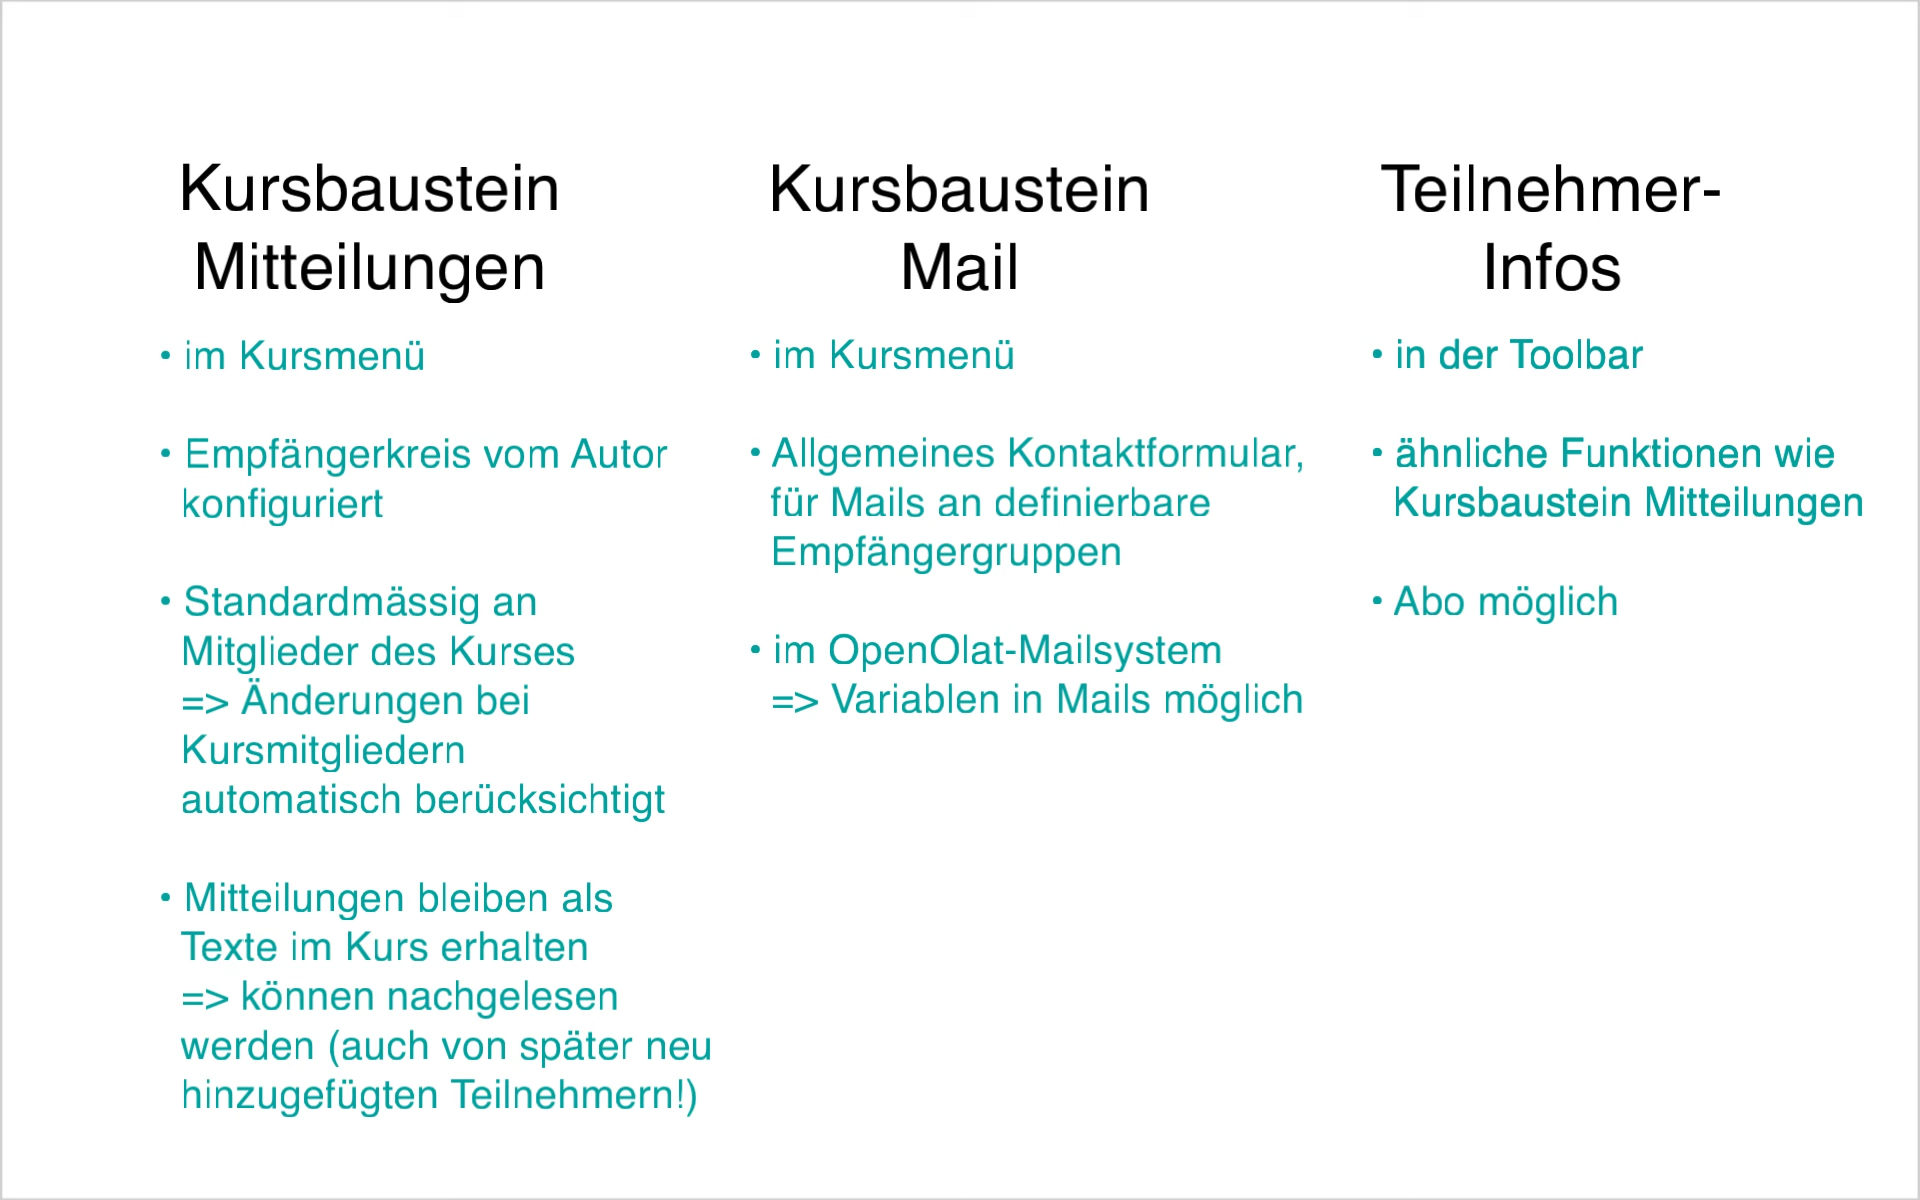 Kursbaustein
Mitteilungen
• im Kursmenü
• Empfängerkreis vom Autor
konfiguriert
• Standardmässig an
Mitglieder des Kurses
=> Änderungen bei
Kursmitgliedern
automatisch berücksichtigt
• Mitteilungen bleiben als
Texte im Kurs erhalten
=> können nachgelesen
werden (auch von später neu
hinzugefügten Teilnehmern!)
Kursbaustein
Mail
• im Kursmenü
• Allgemeines Kontaktformular,
für Mails an definierbare
Empfängergruppen
• im OpenOlat-Mailsystem
=> Variablen in Mails möglich
Teilnehmer-
Infos
• in der Toolbar
• ähnliche Funktionen wie
Kursbaustein Mitteilungen
• Abo möglich